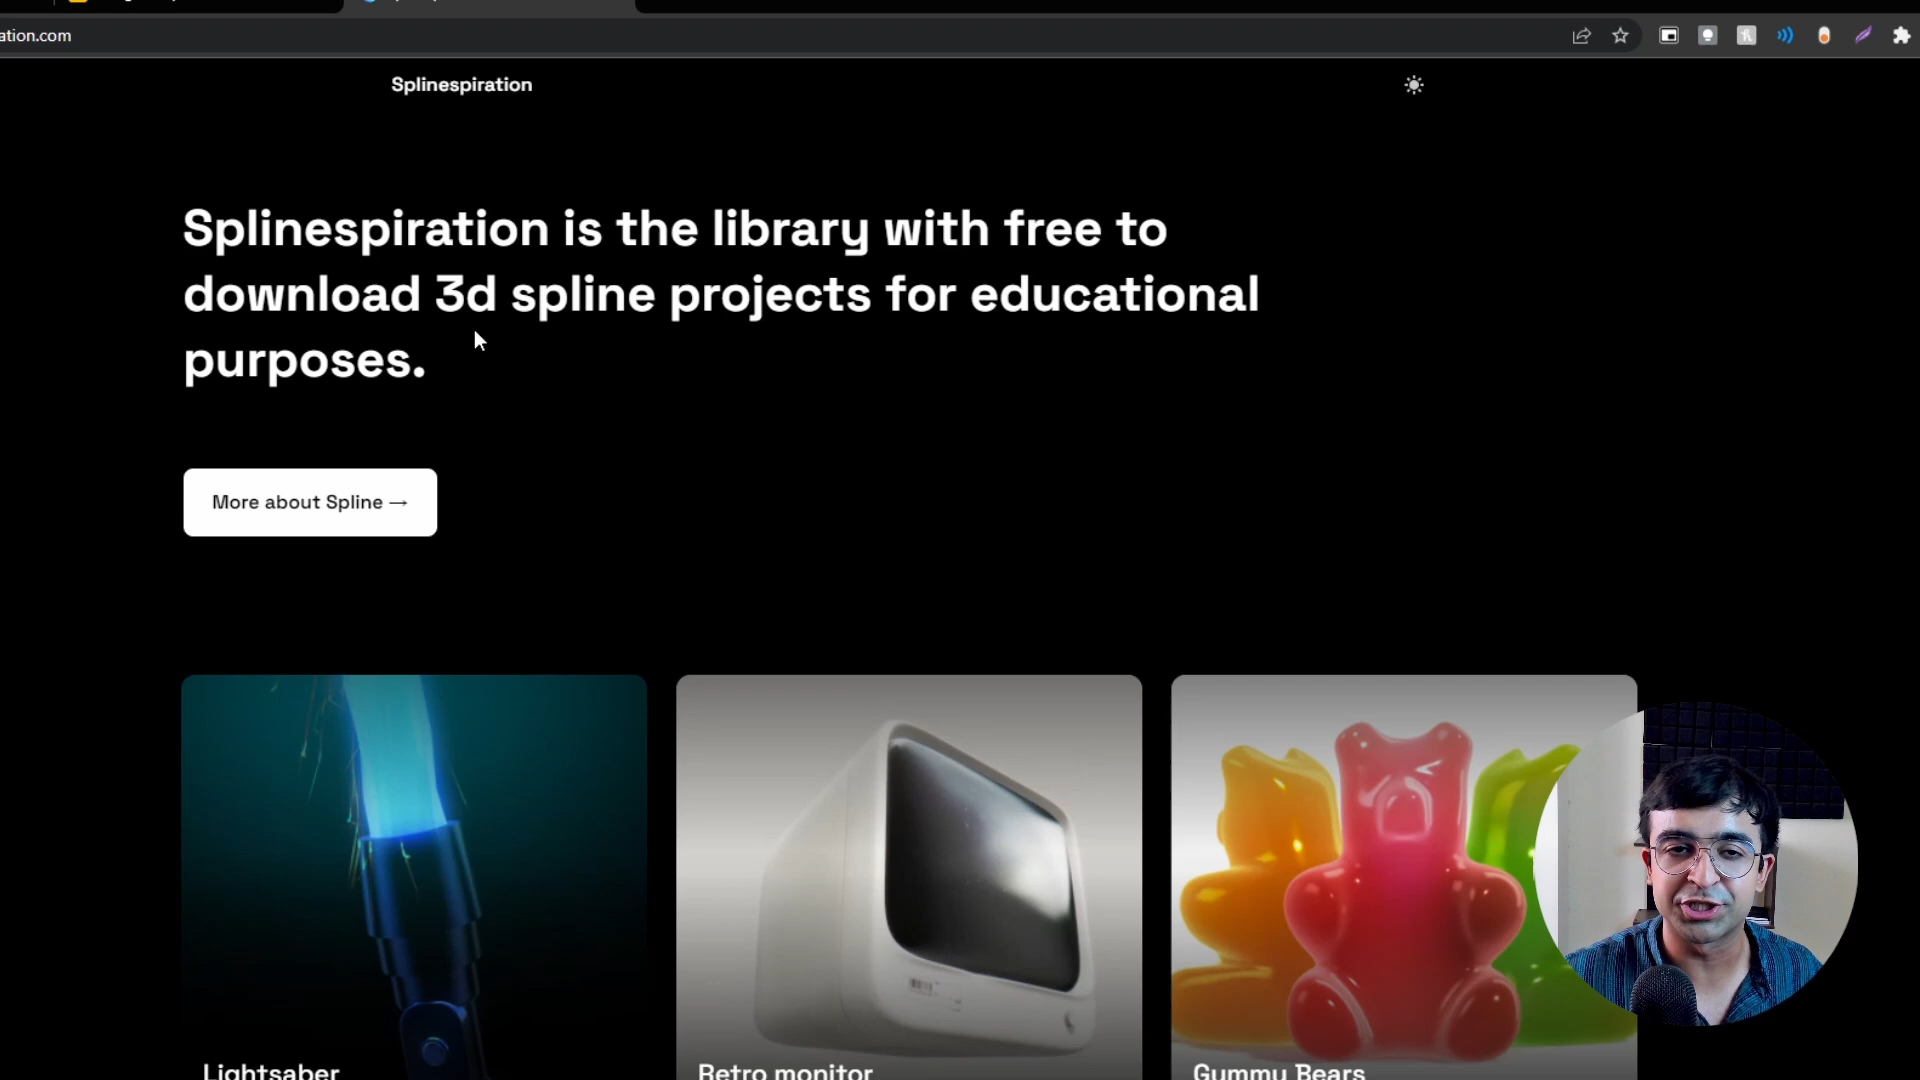 ation.com
Splinespiration
Splinespiration is the library with free to
download 3d spline projects for educational
purposes.
More about Spline →
Lightsaber
Retro monitor
Gummy Bears